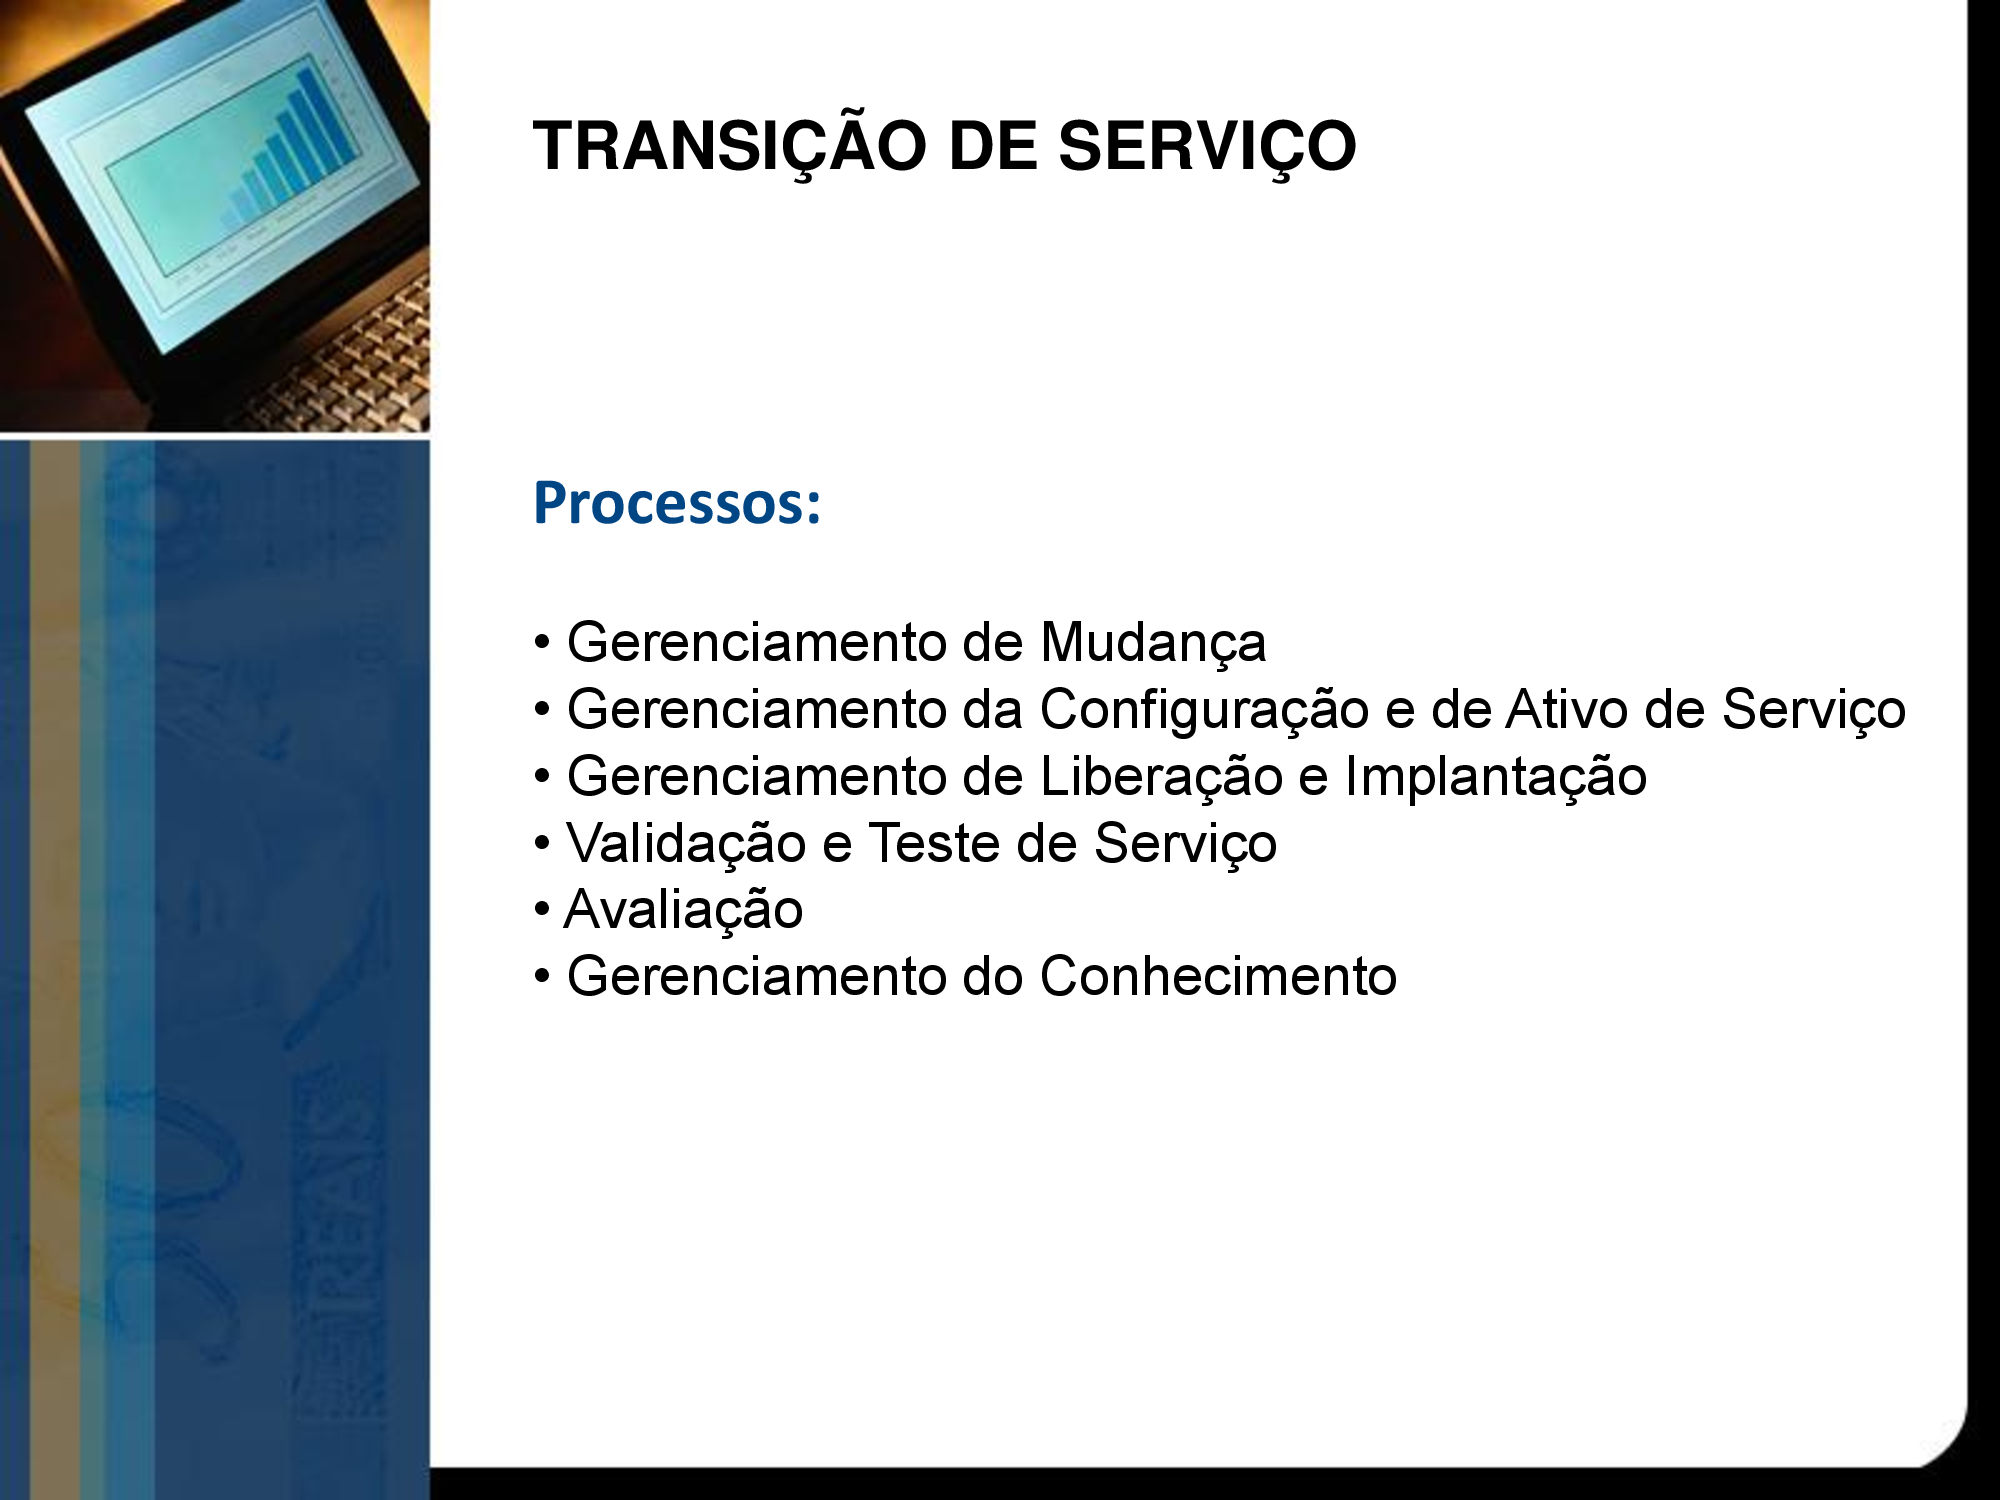 TRANSIÇÃO DE SERVIÇO
Processos:
• Gerenciamento de Mudança
• Gerenciamento da Configuração e de Ativo de Serviço
• Gerenciamento de Liberação e Implantação
• Validação e Teste de Serviço
• Avaliação
• Gerenciamento do Conhecimento
REAIS